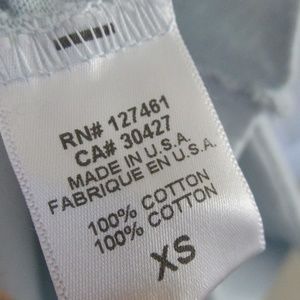 RN# 127461
CA# 30427
MADE IN U.S.A.
FABRIQUE EN U.S.A.
100% COTTON
100% COTTON
XS